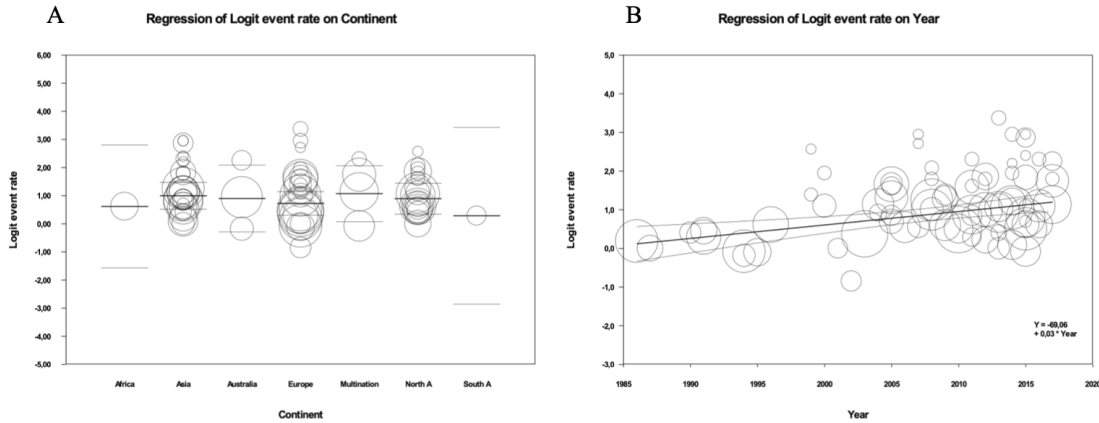 A
Regression of Logit event rate on Continent
6,00
5,00
4,00
3,00
2,00
1,00
0,00
-1,00
-2,00
-3,00
-4,00
-5,00
Logit event rate
Africa Asia Australia Europe Multination North A South A
Continent
B
Regression of Logit event rate on Year
5,0
4,0
3,0
2,0
1,0
0,0
-1,0
-2,0
-3,0
Logit event rate
Y = -69,06
+ 0,03 * Year
1985 1990 1995 2000 2005 2010 2015 2020
Year